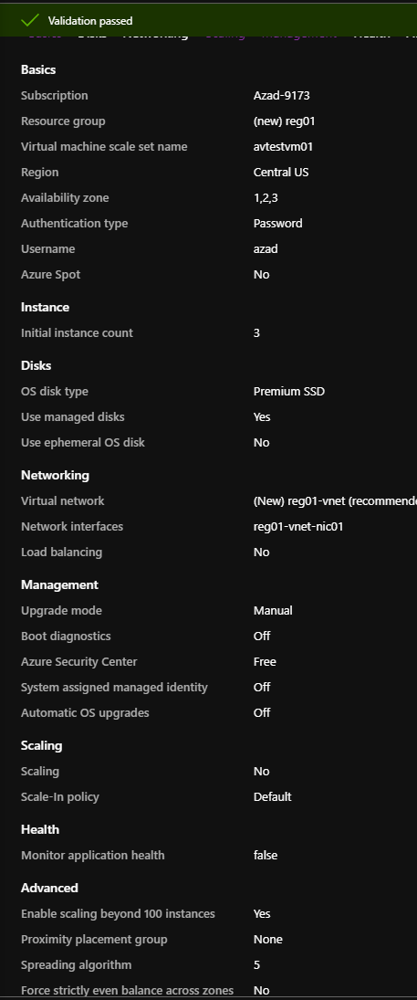 Validation passed
Basics Disks Networking Scaling Management Health
Basics
Subscription Azad-9173
Resource group (new) reg01
Virtual machine scale set name avtestvm01
Region Central US
Availability zone 1,2,3
Authentication type Password
Username azad
Azure Spot No
Instance
Initial instance count 3
Disks
OS disk type Premium SSD
Use managed disks Yes
Use ephemeral OS disk No
Networking
Virtual network (New) reg01-vnet (recommende
Network interfaces reg01-vnet-nic01
Load balancing No
Management
Upgrade mode Manual
Boot diagnostics Off
Azure Security Center Free
System assigned managed identity Off
Automatic OS upgrades Off
Scaling
Scaling No
Scale-In policy Default
Health
Monitor application health false
Advanced
Enable scaling beyond 100 instances Yes
Proximity placement group None
Spreading algorithm 5
Force strictly even balance across zones No